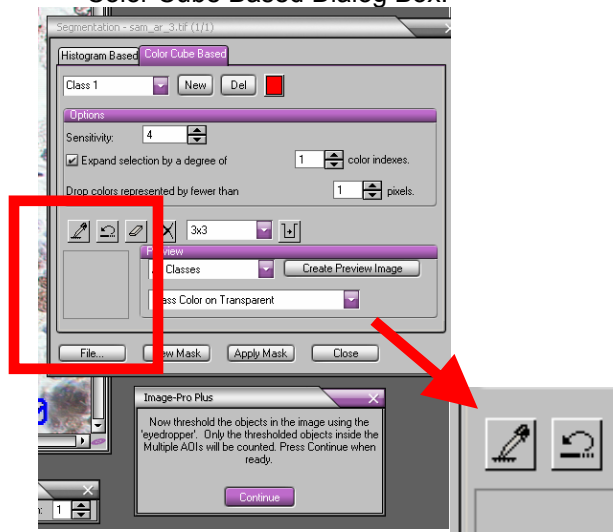 Color Cube Based Dialog Box.
Segmentation - sam_ar_3.tif (1/1)
Histogram Based Color Cube Based
Class 1 New Del
Options
Sensitivity: 4
Expand selection by a degree of 1 color indexes.
Drop colors represented by fewer than 1 pixels.
3x3
Preview
Classes Create Preview Image
Color on Transparent
File... Mask Apply Mask Close
Image-Pro Plus
Now threshold the objects in the image using the
'eyedropper'. Only the thresholded objects inside the
Multiple AOIs will be counted. Press Continue when
ready.
Continue
1